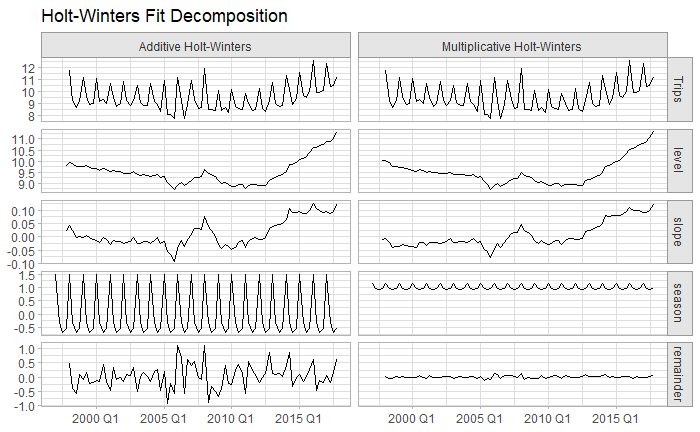 Holt-Winters Fit Decomposition
Additive Holt-Winters
Multiplicative Holt-Winters
12
11
10
9
8
Trips
11.0
10.5
10.0
9.5
9.0
level
0.10
0.05
0.00
-0.05
-0.10
slope
1.5
1.0
0.5
0.0
-0.5
season
1.0
0.5
0.0
-0.5
-1.0
remainder
2000 Q1 2005 Q1 2010 Q1 2015 Q1
2000 Q1 2005 Q1 2010 Q1 2015 Q1